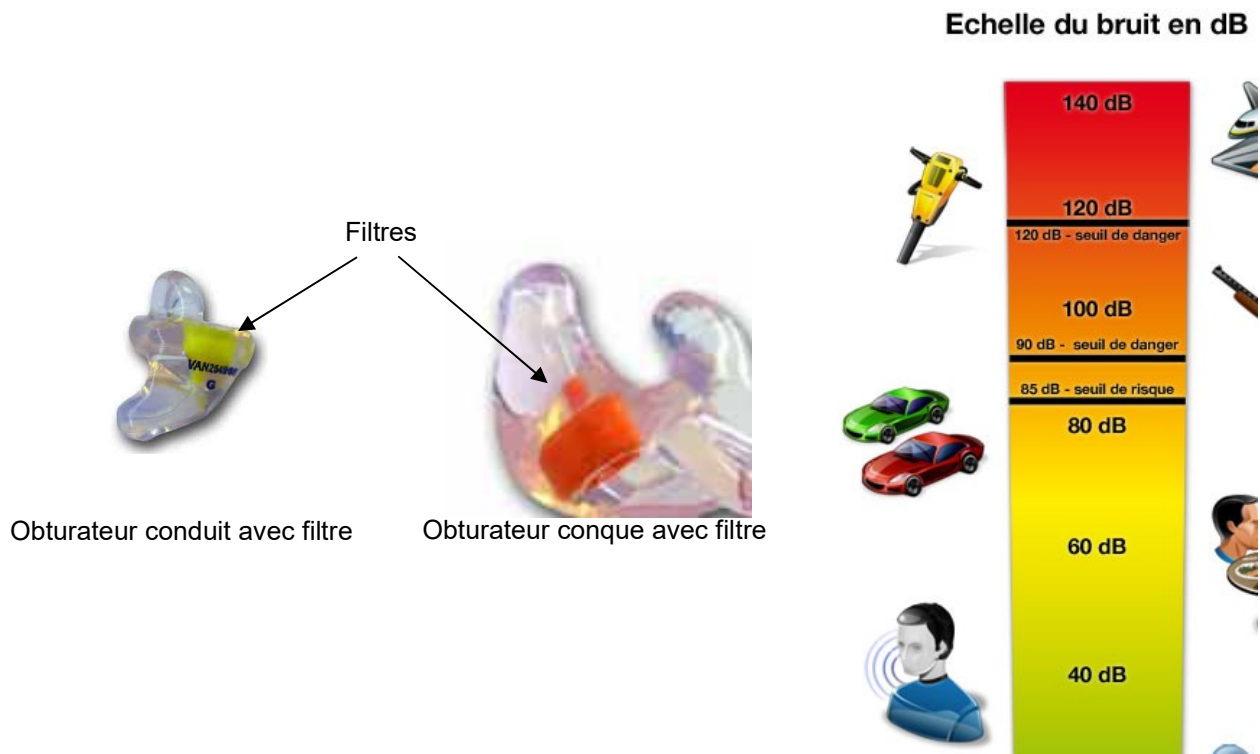 Echelle du bruit en dB
140 dB
120 dB
120 dB - seuil de danger
100 dB
90 dB - seuil de danger
85 dB - seuil de risque
80 dB
60 dB
40 dB
Filtres
G
Obturateur conduit avec filtre
Obturateur conque avec filtre